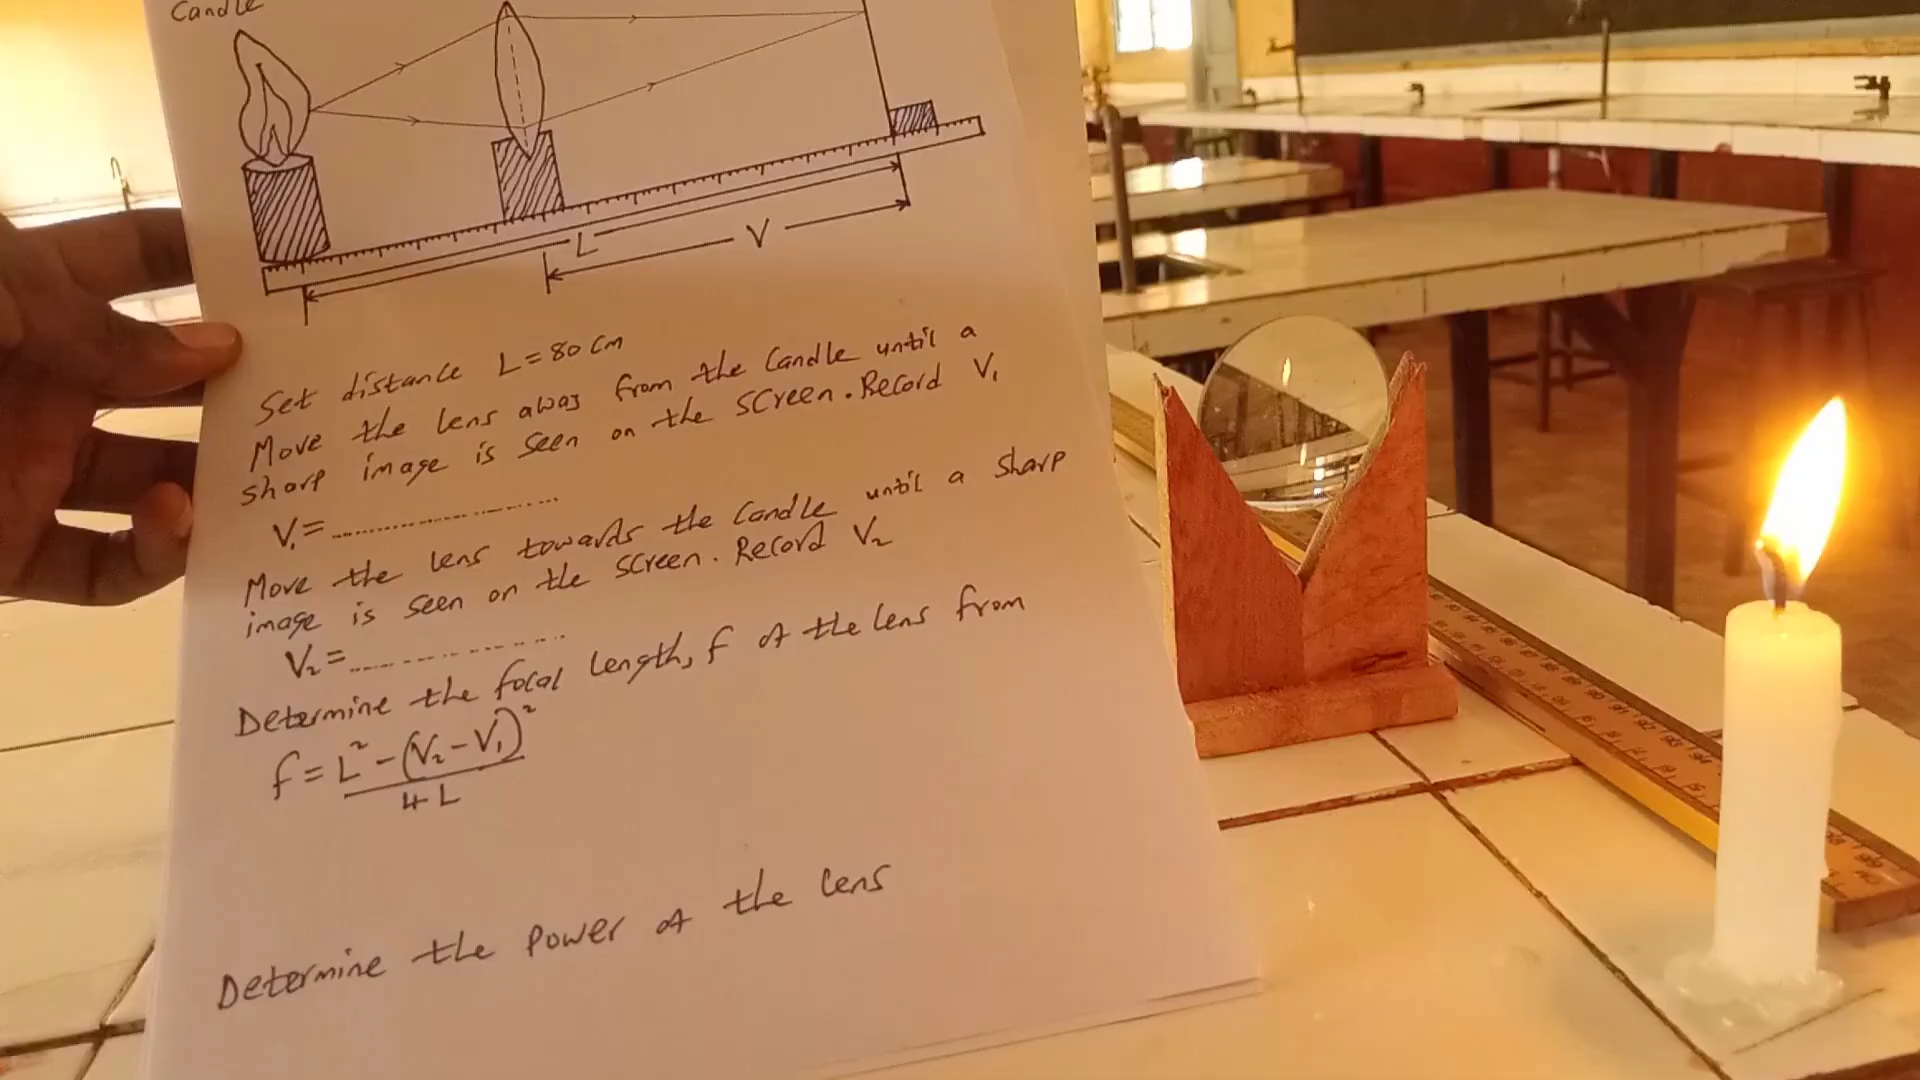 Candle
L
V
Set distance L = 80 cm
Move the lens away from the candle until a
sharp image is seen on the screen. Record V₁
V₁ = ....................
Move the lens towards the candle until a sharp
image is seen on the screen. Record V₂
V₂ = ....................
Determine the focal length, f of the lens from
f = L² - (V₂ - V₁)²
4L
Determine the power of the lens